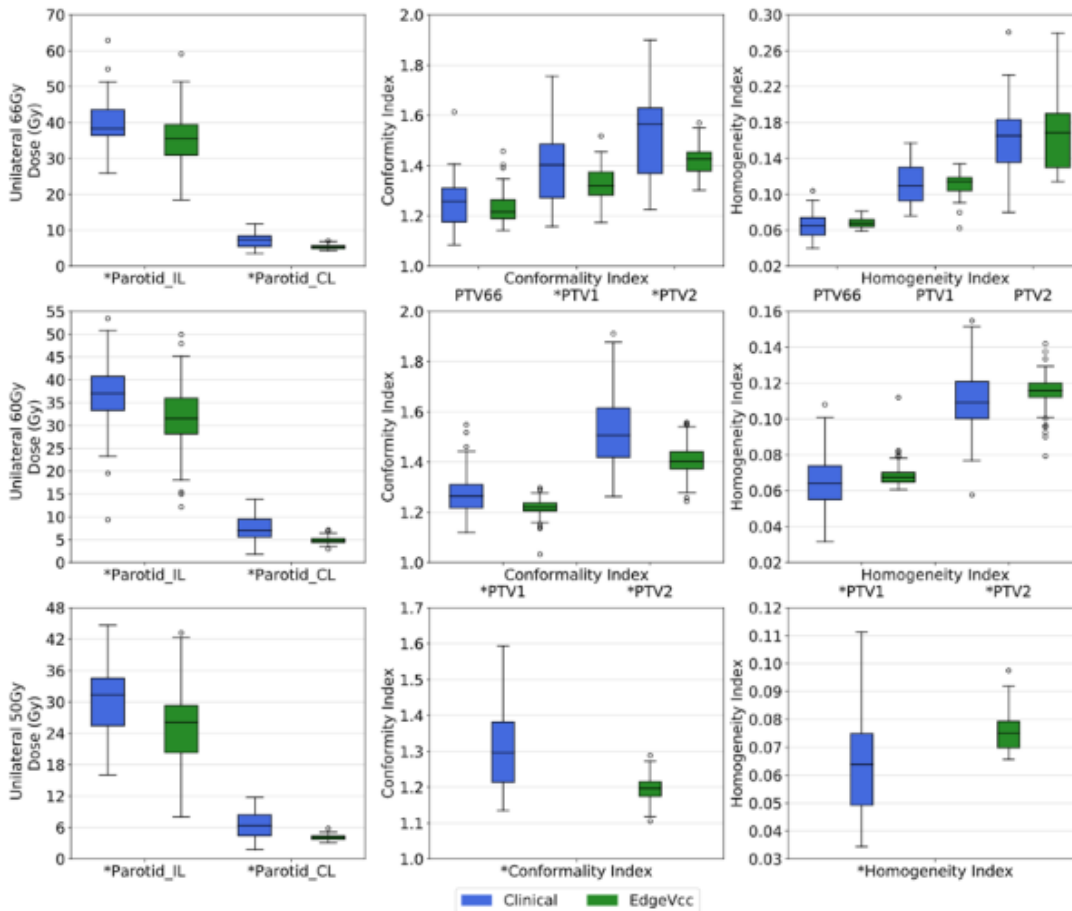 Unilateral 66Gy
Dose (Gy)
70
60
50
40
30
20
10
0
*Parotid_IL
*Parotid_CL
Conformity Index
2.0
1.8
1.6
1.4
1.2
1.0
Conformality Index
PTV66
*PTV1
*PTV2
Homogeneity Index
0.30
0.26
0.23
0.19
0.16
0.12
0.09
0.06
0.02
Homogeneity Index
PTV66
PTV1
PTV2
Unilateral 60Gy
Dose (Gy)
55
50
45
40
35
30
25
20
15
10
5
0
*Parotid_IL
*Parotid_CL
Conformity Index
2.0
1.8
1.6
1.4
1.2
1.0
Conformality Index
*PTV1
*PTV2
Homogeneity Index
0.16
0.14
0.12
0.10
0.08
0.06
0.04
0.02
Homogeneity Index
*PTV1
*PTV2
Unilateral 50Gy
Dose (Gy)
48
42
36
30
24
18
12
6
0
*Parotid_IL
*Parotid_CL
Conformity Index
1.7
1.6
1.5
1.4
1.3
1.2
1.1
1.0
*Conformality Index
Homogeneity Index
0.12
0.11
0.10
0.09
0.08
0.07
0.06
0.05
0.04
0.03
*Homogeneity Index
Clinical
EdgeVcc